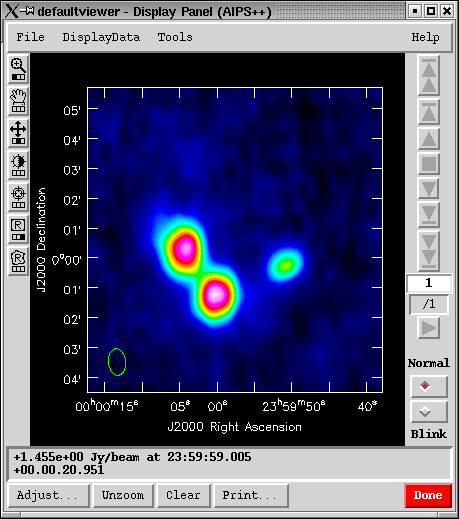 defaultviewer - Display Panel (AIPS++)
File DisplayData Tools Help
05'
04'
03'
02'
01'
0°00'
01'
02'
03'
04'
J2000 Declination
00ʰ00ᵐ15ˢ 05ˢ 00ˢ 23ʰ59ᵐ50ˢ 40ˢ
J2000 Right Ascension
R
R
1
/1
Normal
Blink
+1.455e+00 Jy/beam at 23:59:59.005
+00.00.20.951
Adjust... Unzoom Clear Print... Done